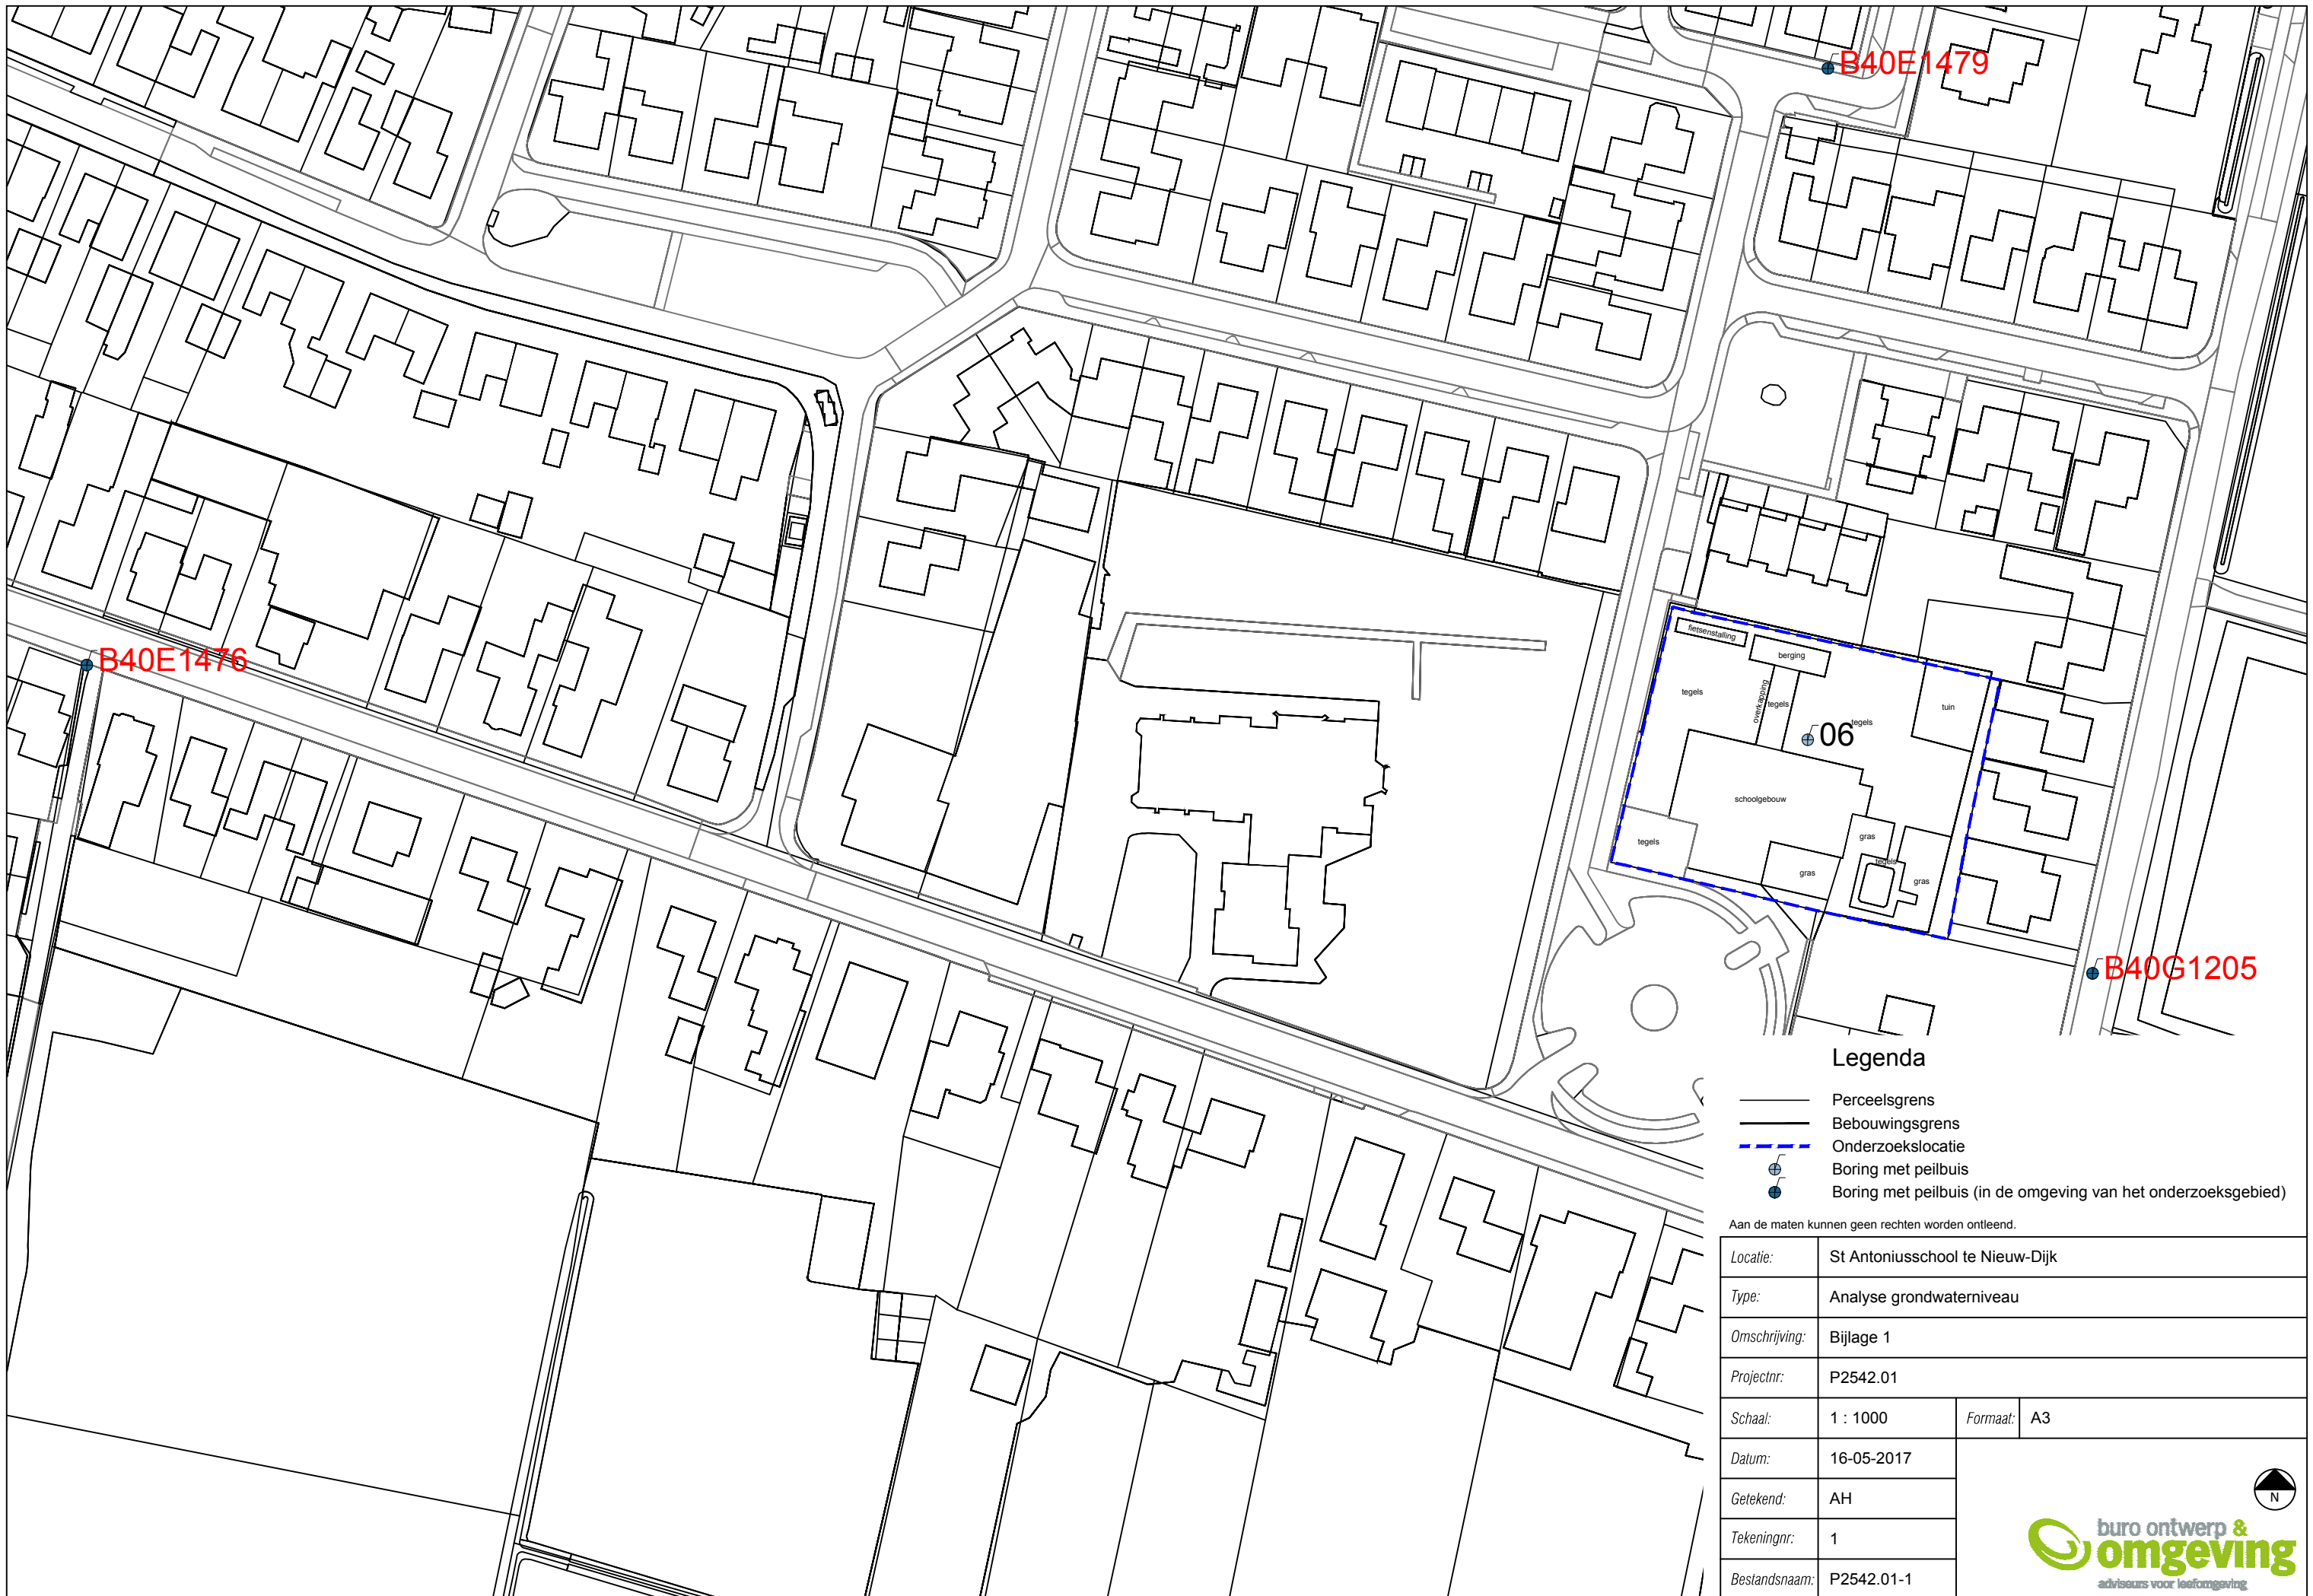 B40E1479
B40E1476
fietsenstalling
berging
tegels
overkapping
tegels
tegels
tuin
06
schoolgebouw
tegels
gras
tegels
gras
gras
B40G1205
Legenda
Perceelsgrens
Bebouwingsgrens
Onderzoekslocatie
Boring met peilbuis
Boring met peilbuis (in de omgeving van het onderzoeksgebied)
Aan de maten kunnen geen rechten worden ontleend.
Locatie: St Antoniusschool te Nieuw-Dijk
Type: Analyse grondwaterniveau
Omschrijving: Bijlage 1
Projectnr: P2542.01
Schaal: 1 : 1000 Formaat: A3
Datum: 16-05-2017
Getekend: AH
Tekeningnr: 1
Bestandsnaam: P2542.01-1
N
buro ontwerp &
omgeving
adviseurs voor leefomgeving